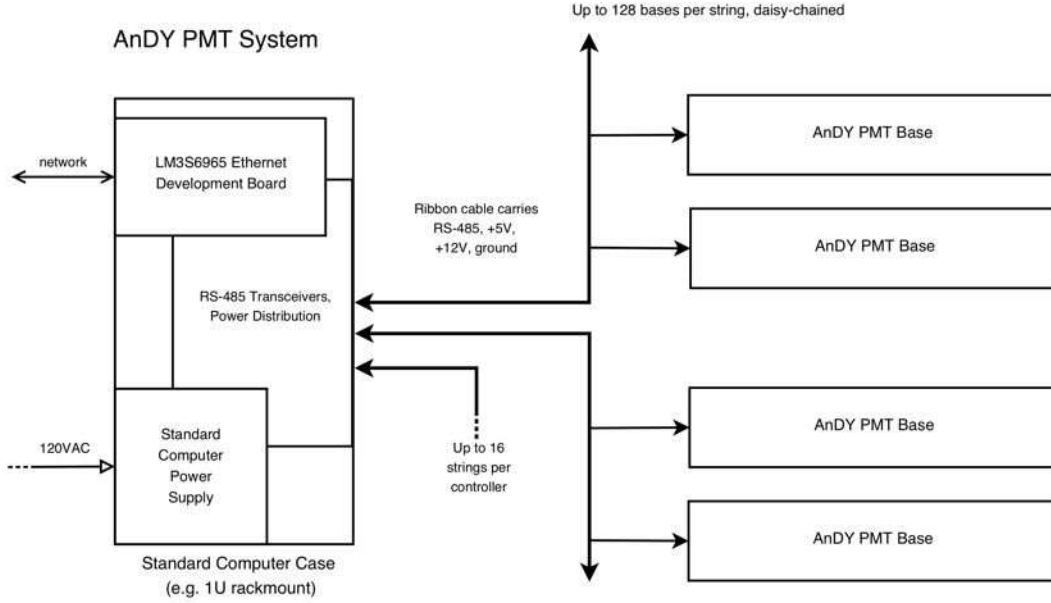 Up to 128 bases per string, daisy-chained
AnDY PMT System
AnDY PMT Base
network
LM3S6965 Ethernet
Development Board
Ribbon cable carries
RS-485, +5V,
+12V, ground
AnDY PMT Base
RS-485 Transceivers,
Power Distribution
120VAC
Standard
Computer
Power
Supply
Up to 16
strings per
controller
AnDY PMT Base
AnDY PMT Base
Standard Computer Case
(e.g. 1U rackmount)